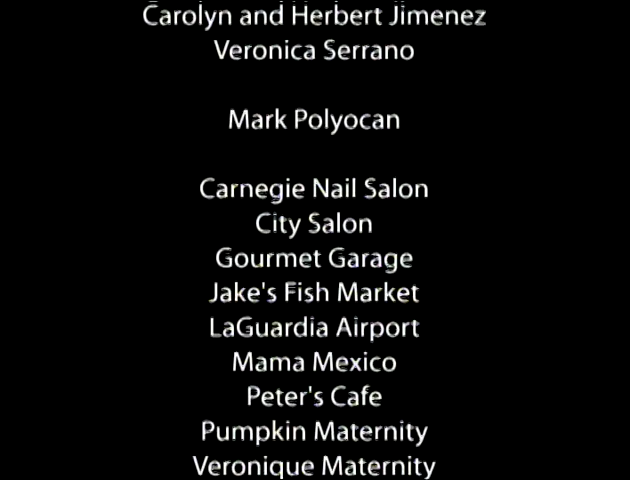 Carolyn and Herbert Jimenez
Veronica Serrano
Mark Polyocan
Carnegie Nail Salon
City Salon
Gourmet Garage
Jake's Fish Market
LaGuardia Airport
Mama Mexico
Peter's Cafe
Pumpkin Maternity
Veronique Maternity